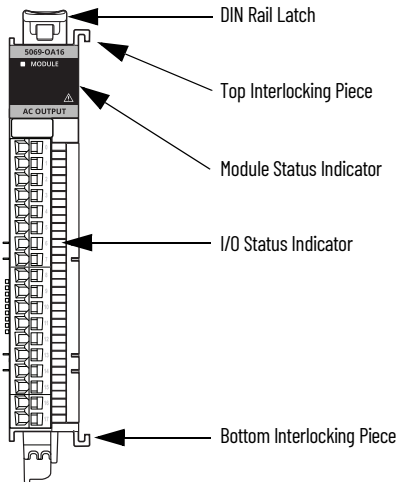 DIN Rail Latch
5069-OA16
MODULE
Top Interlocking Piece
AC OUTPUT
Module Status Indicator
I/O Status Indicator
Bottom Interlocking Piece